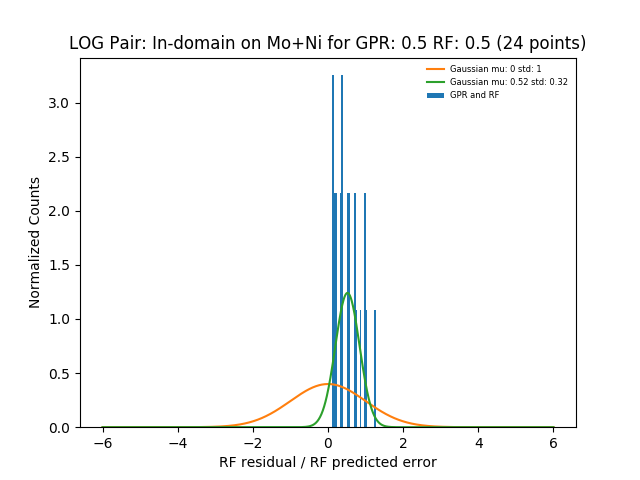 LOG Pair: In-domain on Mo+Ni for GPR: 0.5 RF: 0.5 (24 points)
Gaussian mu: 0 std: 1
Gaussian mu: 0.52 std: 0.32
GPR and RF
Normalized Counts
3.0
2.5
2.0
1.5
1.0
0.5
0.0
−6 −4 −2 0 2 4 6
RF residual / RF predicted error